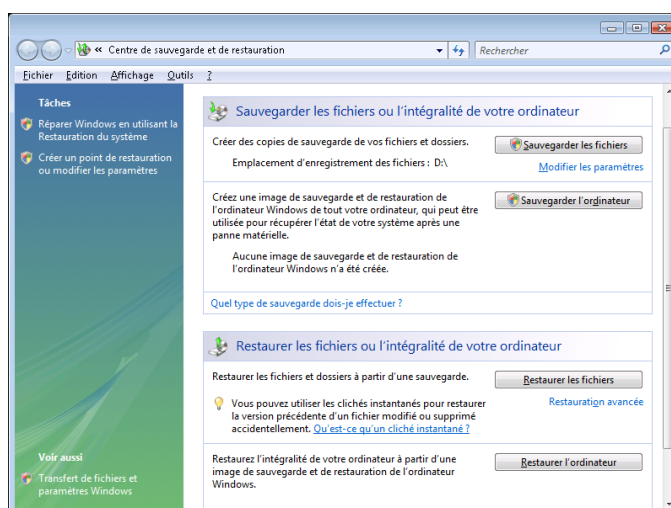 « Centre de sauvegarde et de restauration
Rechercher
Fichier Edition Affichage Outils ?
Tâches
Réparer Windows en utilisant la
Restauration du système
Créer un point de restauration
ou modifier les paramètres
Voir aussi
Transfert de fichiers et
paramètres Windows
Sauvegarder les fichiers ou l'intégralité de votre ordinateur
Créer des copies de sauvegarde de vos fichiers et dossiers.
Sauvegarder les fichiers
Emplacement d'enregistrement des fichiers : D:\
Modifier les paramètres
Créez une image de sauvegarde et de restauration de
l'ordinateur Windows de tout votre ordinateur, qui peut être
utilisée pour récupérer l'état de votre système après une
panne matérielle.
Sauvegarder l'ordinateur
Aucune image de sauvegarde et de restauration de
l'ordinateur Windows n'a été créée.
Quel type de sauvegarde dois-je effectuer ?
Restaurer les fichiers ou l'intégralité de votre ordinateur
Restaurer les fichiers et dossiers à partir d'une sauvegarde.
Restaurer les fichiers
Vous pouvez utiliser les clichés instantanés pour restaurer
la version précédente d'un fichier modifié ou supprimé
accidentellement. Qu'est-ce qu'un cliché instantané ?
Restauration avancée
Restaurez l'intégralité de votre ordinateur à partir d'une
image de sauvegarde et de restauration de l'ordinateur
Windows.
Restaurer l'ordinateur